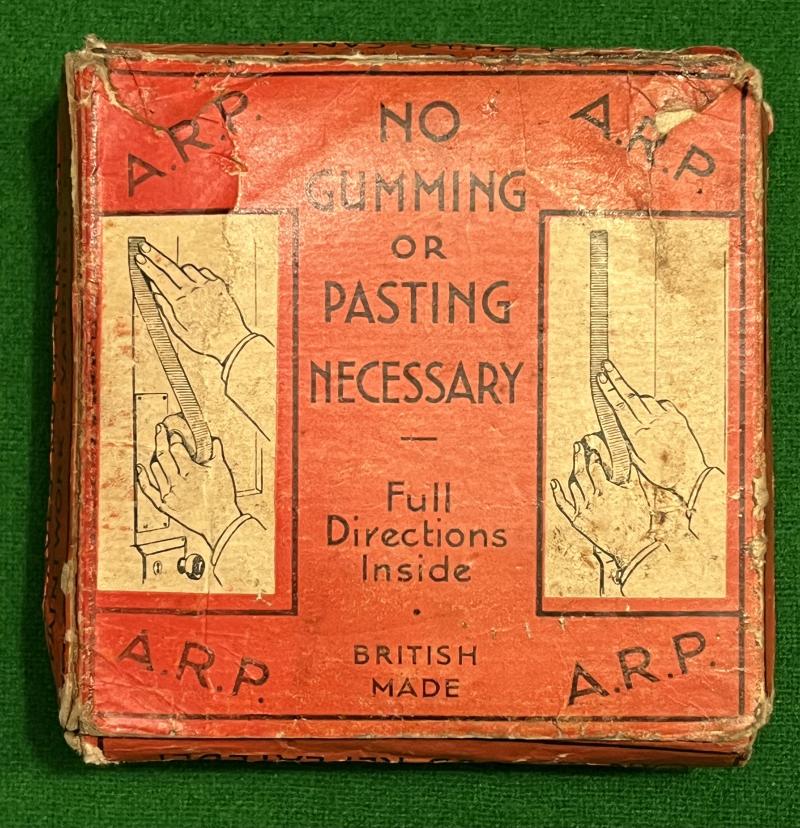 A.R.P.
NO
A.R.P.
GUMMING
OR
PASTING
NECESSARY
—
Full
Directions
Inside
•
BRITISH
MADE
A.R.P.
A.R.P.